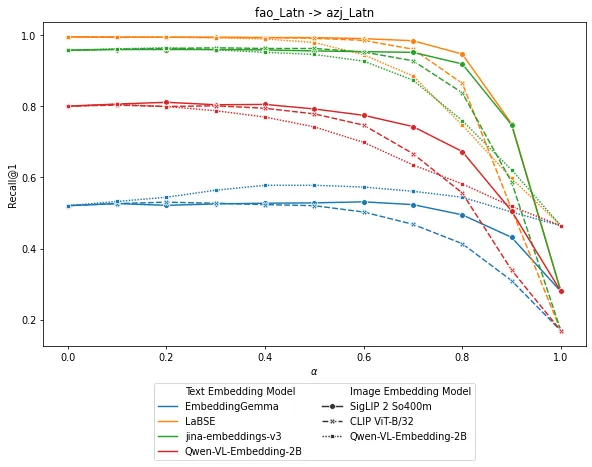 fao_Latn -> azj_Latn
1.0
0.8
0.6
0.4
0.2
Recall@1
0.0 0.2 0.4 0.6 0.8 1.0
α
Text Embedding Model Image Embedding Model
EmbeddingGemma SigLIP 2 So400m
LaBSE CLIP ViT-B/32
jina-embeddings-v3 Qwen-VL-Embedding-2B
Qwen-VL-Embedding-2B